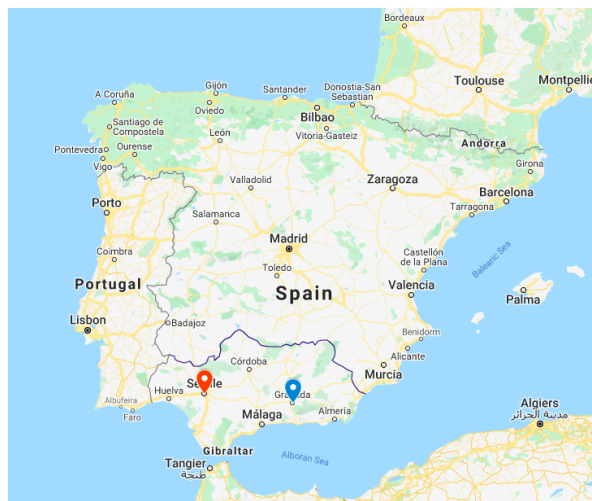 Bordeaux
Toulouse
Montpellie
A Coruña
Gijón
Oviedo
Santander
Donostia-San
Sebastian
Bilbao
Santiago de
Compostela
León
Vitoria-Gasteiz
Andorra
Pontevedra
Ourense
Vigo
Girona
Valladolid
Zaragoza
Barcelona
Porto
Tarragona
Salamanca
Madrid
Coimbra
Toledo
Castellón
de la Plana
Balearic Sea
Portugal
Spain
Valencia
Palma
Lisbon
Badajoz
Benidorm
Alicante
Córdoba
Murcia
Huelva
Seville
Granada
Albufeira
Faro
Málaga
Almería
Algiers
مدينة الجزائر
Gibraltar
Alboran Sea
Tangier
طنجة